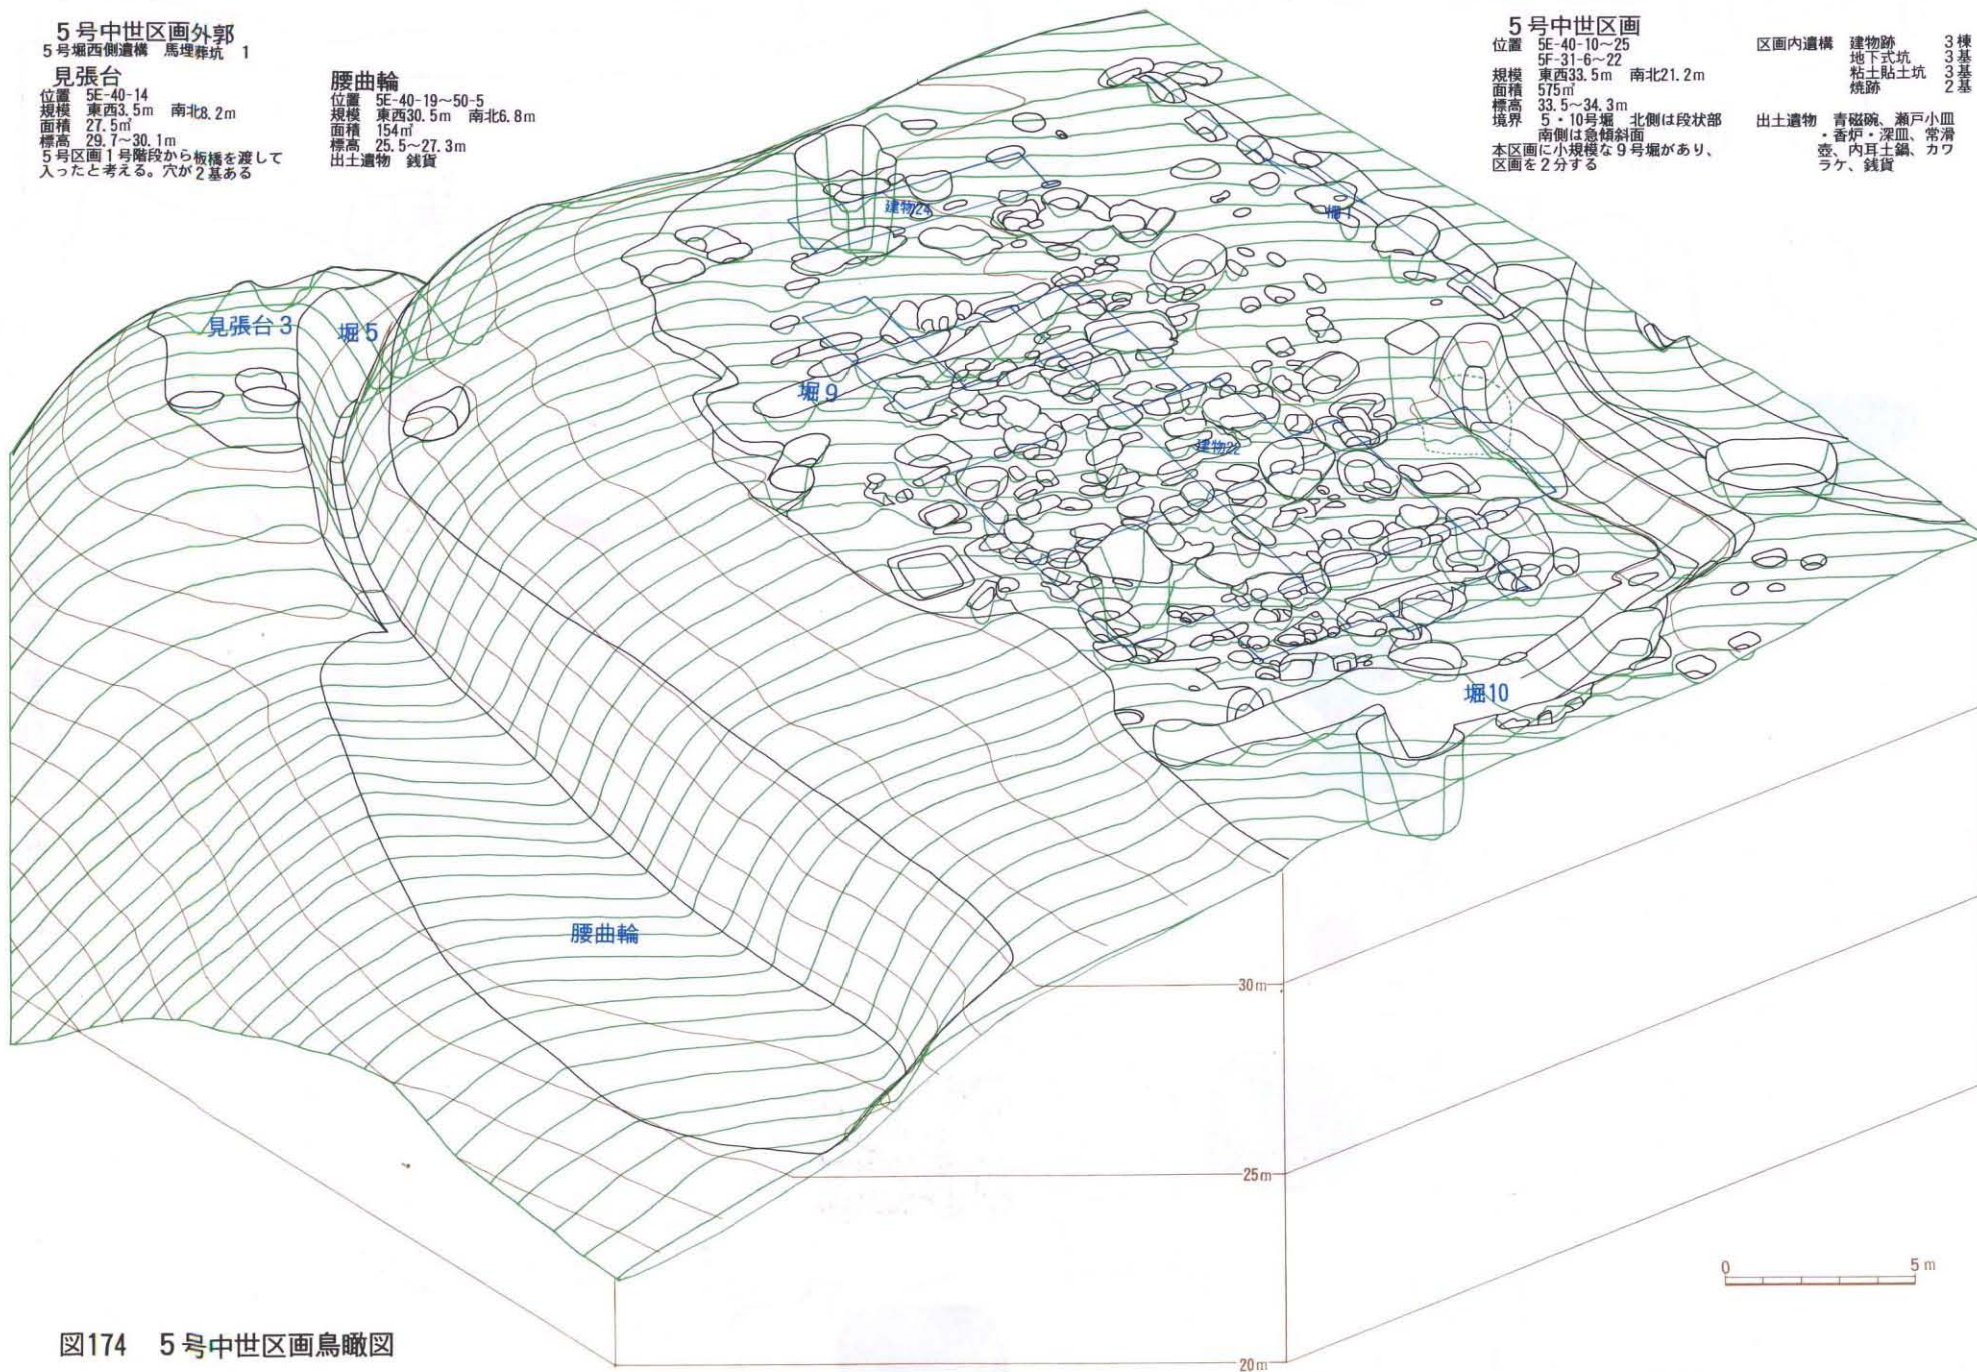 5号中世区画外郭
5号堀西側遺構　馬埋葬坑　1
見張台
位置　5E-40-14
規模　東西3.5m　南北8.2m
面積　27.5㎡
標高　29.7～30.1m
5号区画1号階段から板橋を渡して
入ったと考える。穴が2基ある
腰曲輪
位置　5E-40-19～50-5
規模　東西30.5m　南北6.8m
面積　154㎡
標高　25.5～27.3m
出土遺物　銭貨
5号中世区画
位置　5E-40-10～25
5F-31-6～22
規模　東西33.5m　南北21.2m
面積　575㎡
標高　33.5～34.3m
境界　5・10号堀　北側は段状部
南側は急傾斜面
本区画に小規模な9号堀があり、
区画を2分する
区画内遺構　建物跡　3棟
地下式坑　3基
粘土貼土坑　3基
焼跡　2基
出土遺物　青磁碗、瀬戸小皿
・香炉・深皿、常滑
壺、内耳土鍋、カワ
ラケ、銭貨
建物24
見張台3
堀5
堀9
建物22
堀10
腰曲輪
30m
25m
20m
0　5m
図174　5号中世区画鳥瞰図